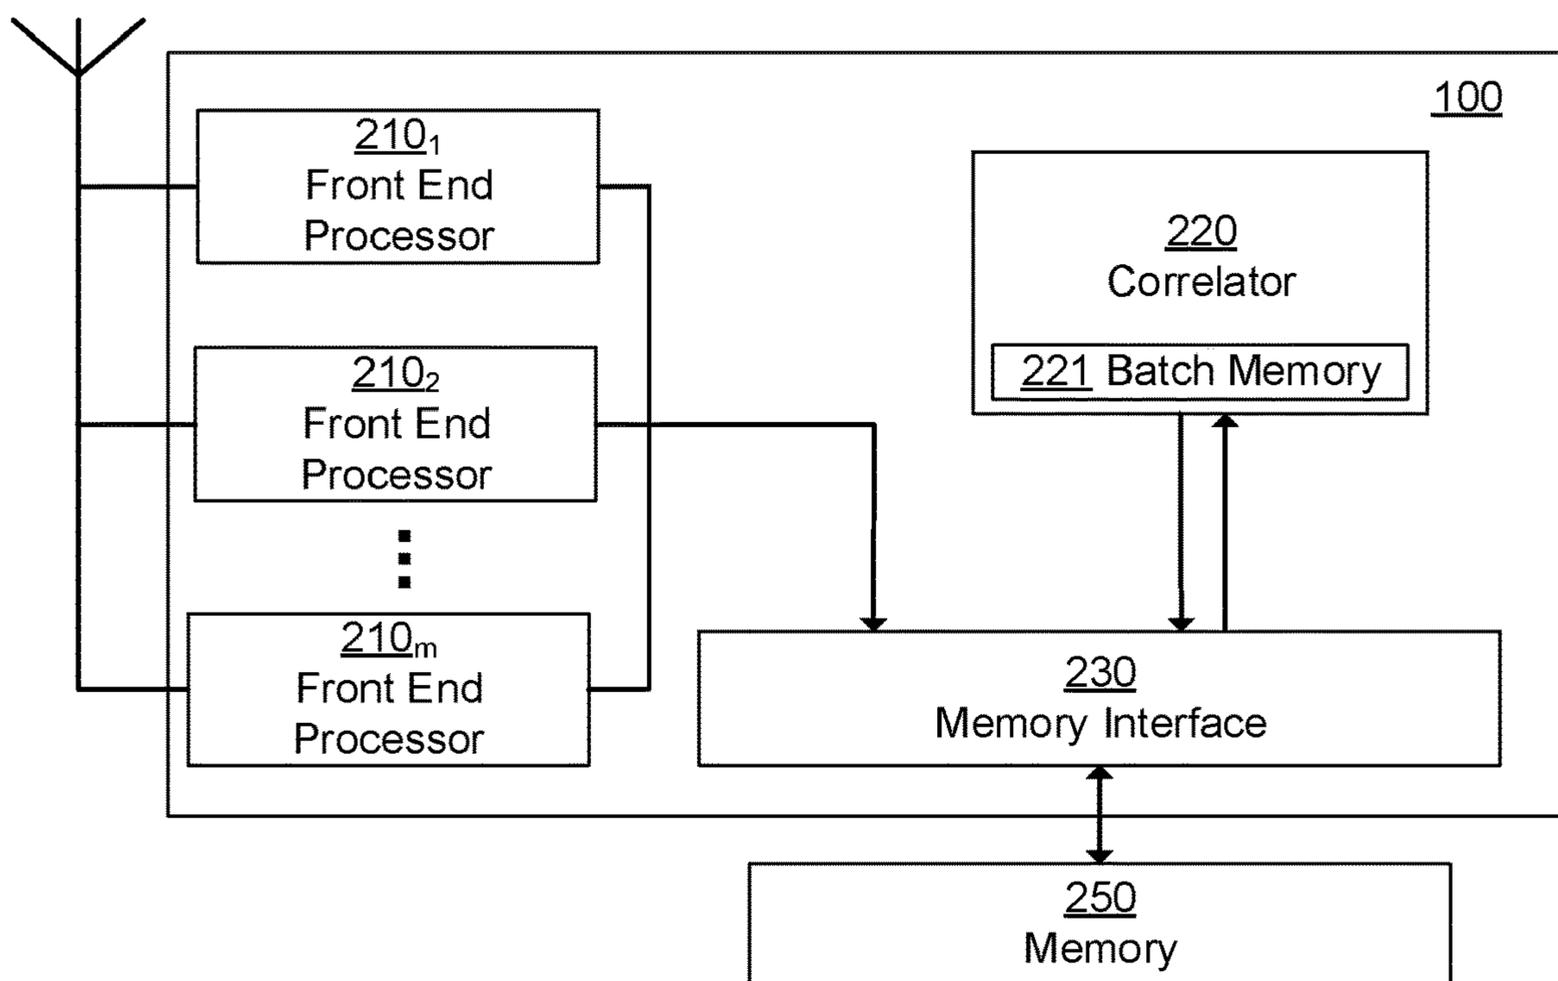 100
210₁
Front End
Processor
210₂
Front End
Processor
210ₘ
Front End
Processor
220
Correlator
221 Batch Memory
230
Memory Interface
250
Memory